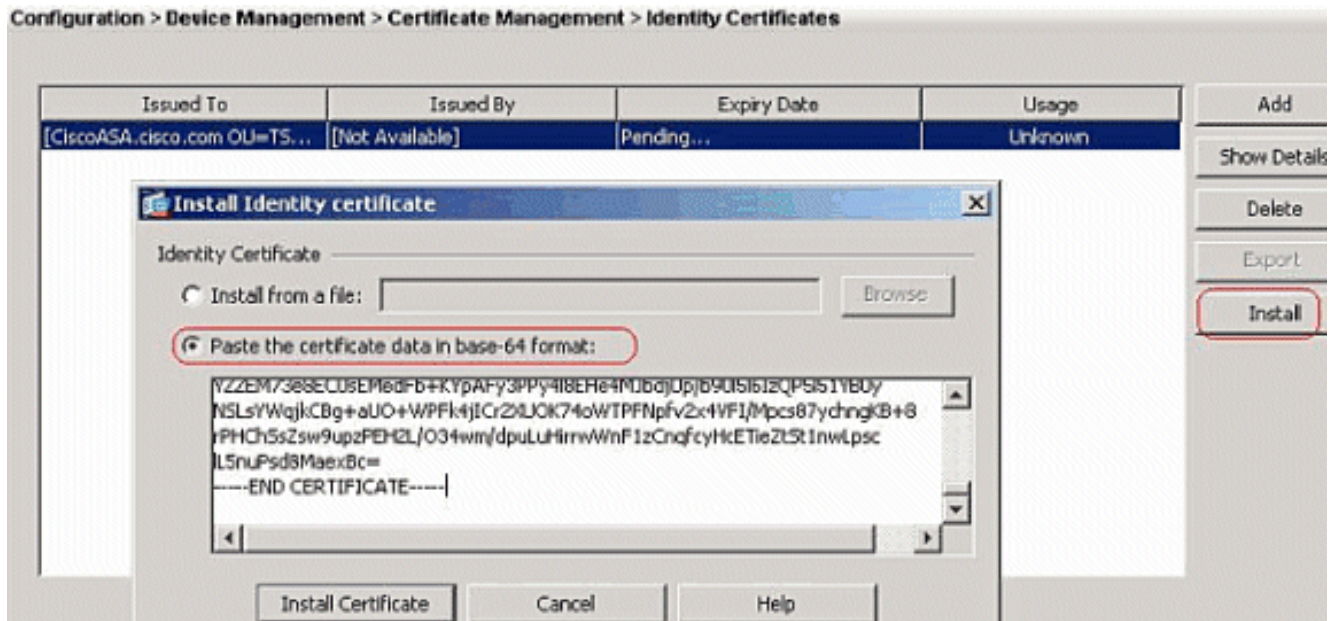 Configuration > Device Management > Certificate Management > Identity Certificates
Issued To Issued By Expiry Date Usage Add
[CiscoASA.cisco.com OU=TS... [Not Available] Pending... Unknown
Show Details
Install Identity certificate
Delete
Identity Certificate
Export
Install from a file: Browse
Install
Paste the certificate data in base-64 format:
-----END CERTIFICATE-----
Install Certificate Cancel Help